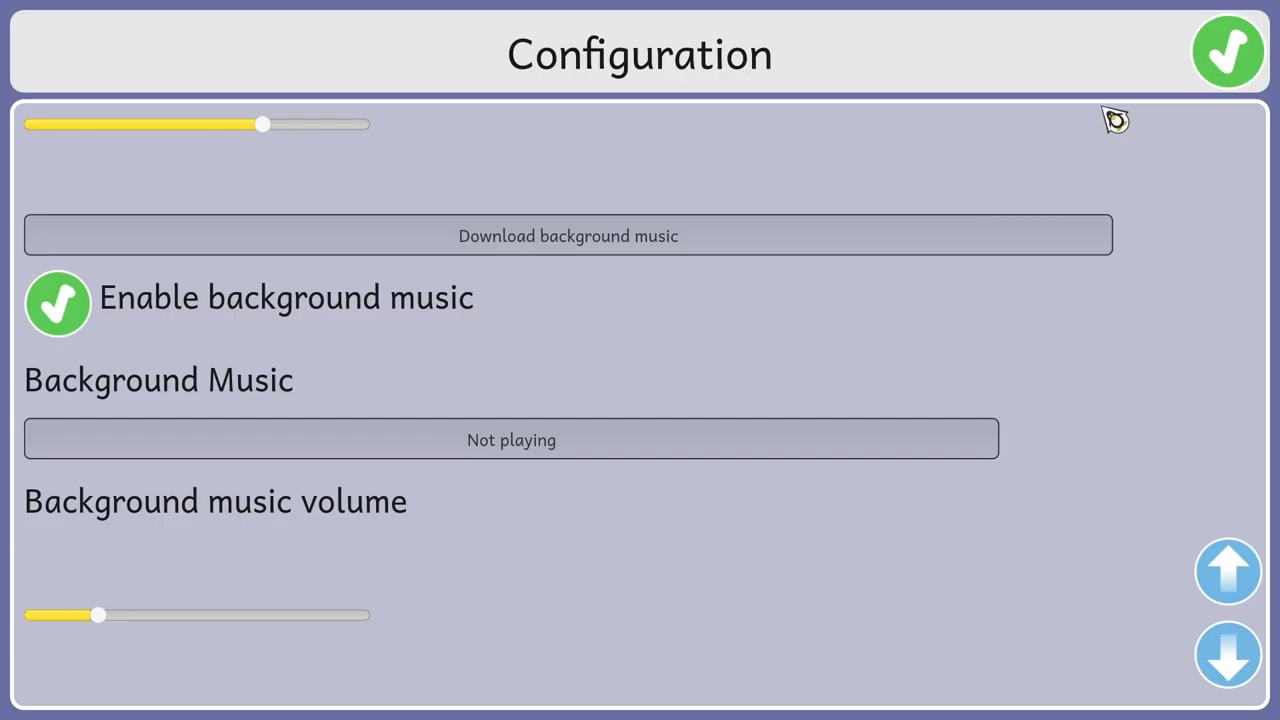 Configuration
Download background music
Enable background music
Background Music
Not playing
Background music volume